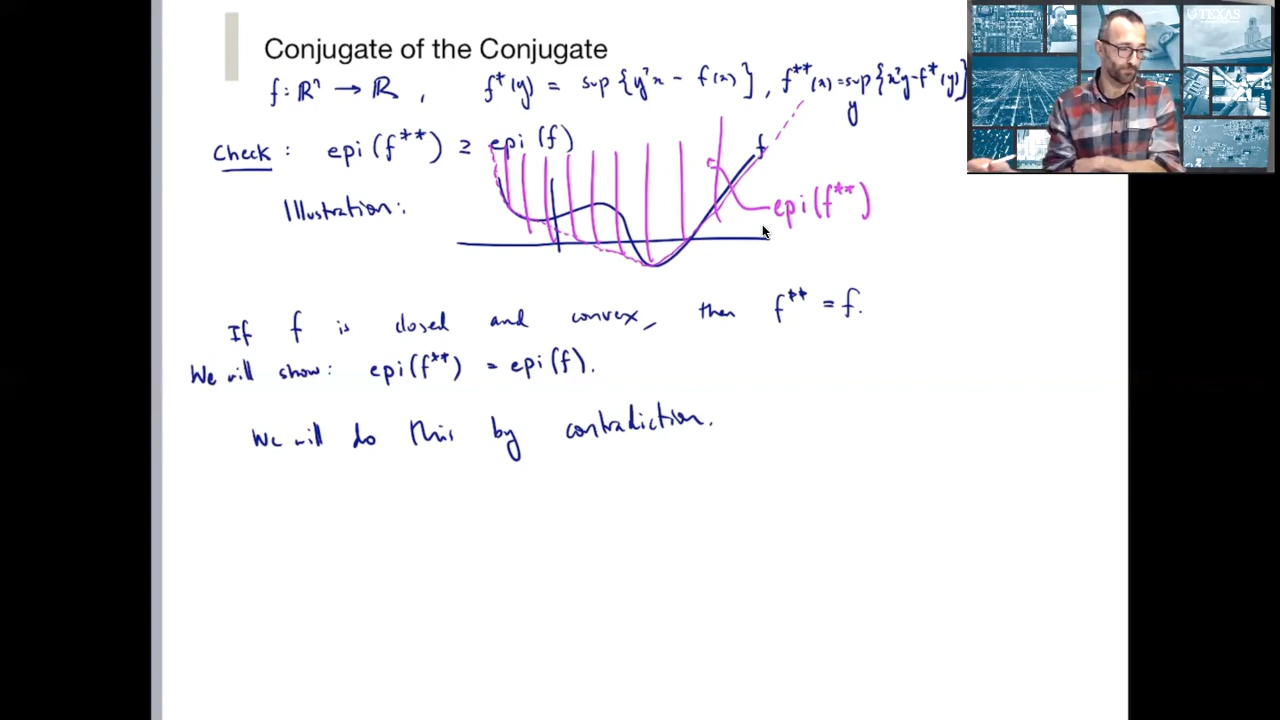 Conjugate of the Conjugate
f: ℝⁿ → ℝ, f*(y) = sup{yᵀx − f(x)}, f**(x) = sup{xᵀy − f*(y)}
y
Check: epi(f**) ⊇ epi(f)
f
Illustration:
epi(f**)
If f is closed and convex, then f** = f.
We will show: epi(f**) = epi(f).
We will do this by contradiction.
TEXAS